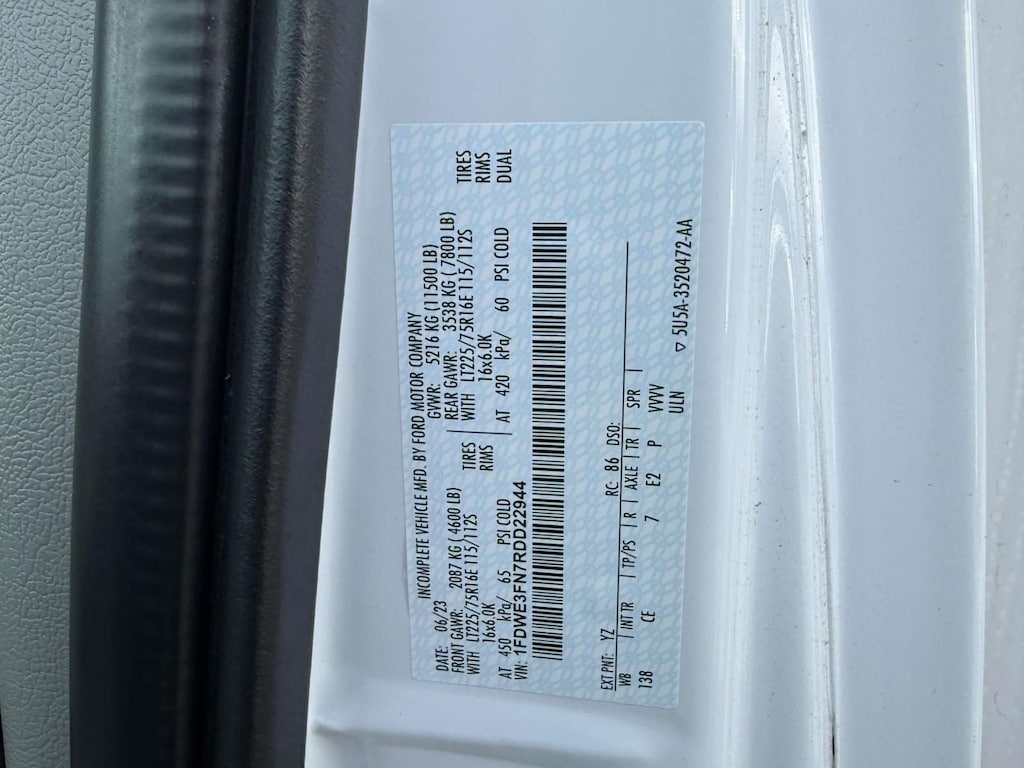 INCOMPLETE VEHICLE MFD. BY FORD MOTOR COMPANY
DATE: 06/23 GVWR: 5216 KG (11500 LB)
FRONT GAWR: 2087 KG ( 4600 LB) REAR GAWR: 3538 KG ( 7800 LB)
WITH LT225/75R16E 115/112S TIRES WITH LT225/75R16E 115/112S TIRES
16x6.0K RIMS 16x6.0K RIMS
AT 450 kPa/ 65 PSI COLD AT 420 kPa/ 60 PSI COLD DUAL
VIN: 1FDWE3FN7RDD22944
EXT PNT: YZ RC: 86 DSO:
WB | INT TR | TP/PS | R | AXLE | TR | SPR |
138 CE 7 E2 P VVVV
ULN
▽ 5U5A-3520472-AA